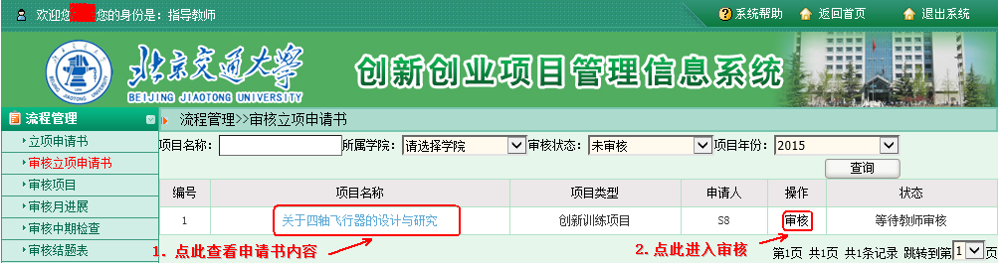 欢迎您 您的身份是：指导教师 系统帮助 返回首页 退出系统
北京交通大学 创新创业项目管理信息系统
BEIJING JIAOTONG UNIVERSITY
流程管理 流程管理>>审核立项申请书
立项申请书 项目名称： 所属学院： 请选择学院 审核状态： 未审核 项目年份： 2015
审核立项申请书 查询
审核项目 编号 项目名称 项目类型 申请人 操作 状态
审核月进展 1 关于四轴飞行器的设计与研究 创新训练项目 S8 审核 等待教师审核
审核中期检查 1. 点此查看申请书内容 2. 点此进入审核
审核结题表 第1页 共1页 共1条记录 跳转到第 1 页